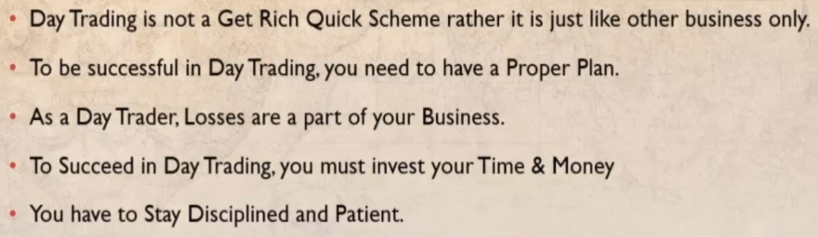 • Day Trading is not a Get Rich Quick Scheme rather it is just like other business only.
• To be successful in Day Trading, you need to have a Proper Plan.
• As a Day Trader, Losses are a part of your Business.
• To Succeed in Day Trading, you must invest your Time & Money
• You have to Stay Disciplined and Patient.